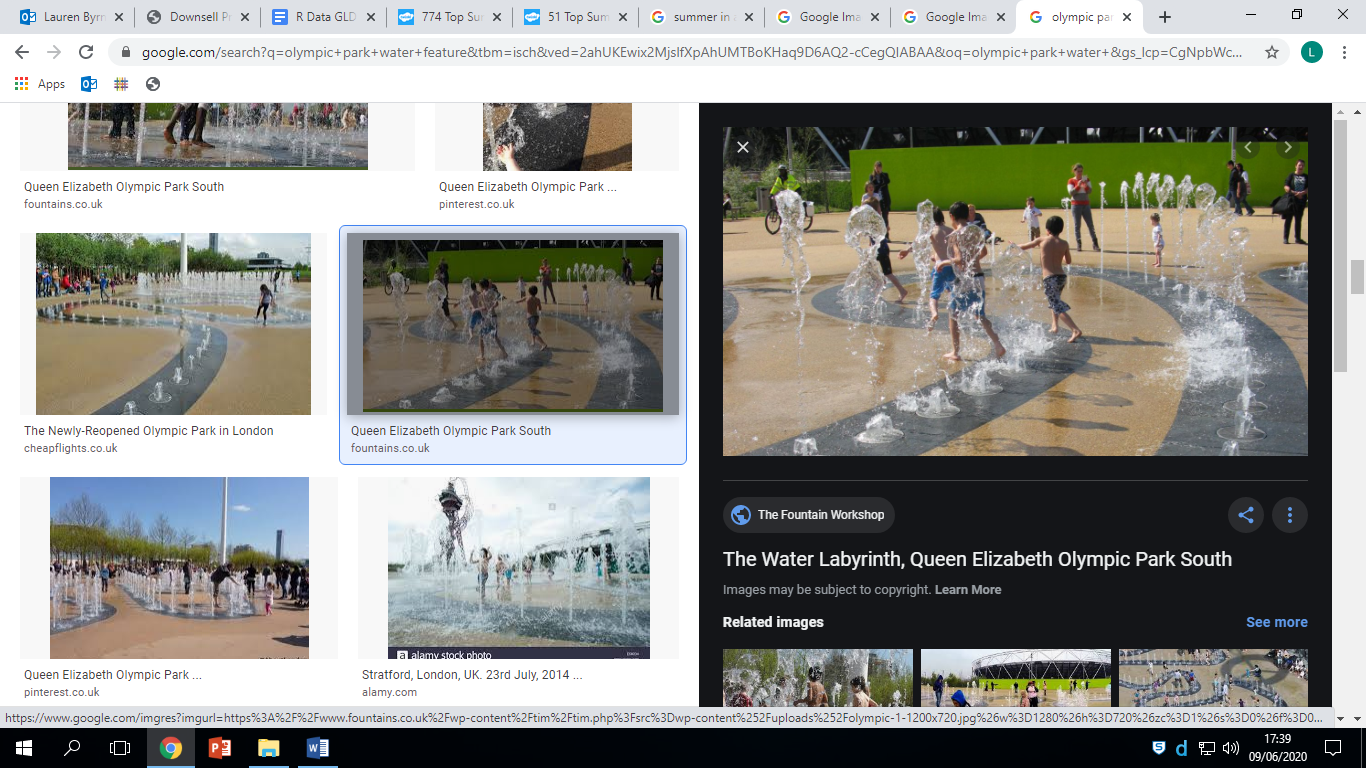 Lauren Byrn
Downsell Pr
R Data GLD
774 Top Sur
51 Top Sum
summer in
Google Ima
Google Ima
olympic par
google.com/search?q=olympic+park+water+feature&tbm=isch&ved=2ahUKEwix2MjslfXpAhUMTBoKHaq9D6AQ2-cCegQIABAA&oq=olympic+park+water+&gs_lcp=CgNpbWc...
L
Apps
Queen Elizabeth Olympic Park South
fountains.co.uk
Queen Elizabeth Olympic Park ...
pinterest.co.uk
The Newly-Reopened Olympic Park in London
cheapflights.co.uk
Queen Elizabeth Olympic Park South
fountains.co.uk
a alamy stock photo
Queen Elizabeth Olympic Park ...
pinterest.co.uk
Stratford, London, UK. 23rd July, 2014 ...
alamy.com
The Fountain Workshop
The Water Labyrinth, Queen Elizabeth Olympic Park South
Images may be subject to copyright. Learn More
Related images
See more
https://www.google.com/imgres?imgurl=https%3A%2F%2Fwww.fountains.co.uk%2Fwp-content%2Ftim%2Ftim.php%3Fsrc%3Dwp-content%252Fuploads%252Folympic-1-1200x720.jpg%26w%3D1280%26h%3D720%26zc%3D1%26s%3D0%26f%3D0...
17:39
09/06/2020